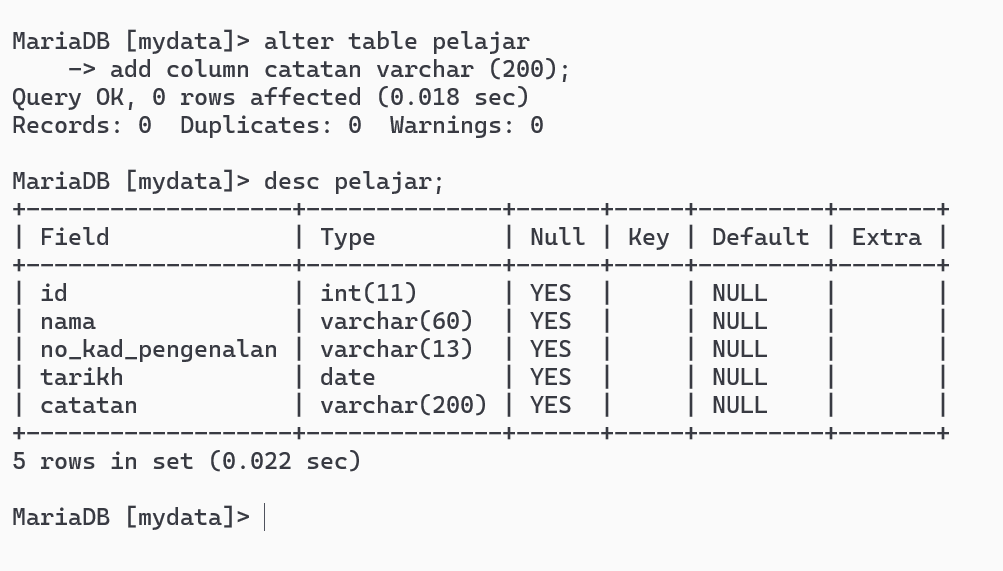 MariaDB [mydata]> alter table pelajar
    -> add column catatan varchar (200);
Query OK, 0 rows affected (0.018 sec)
Records: 0  Duplicates: 0  Warnings: 0

MariaDB [mydata]> desc pelajar;
+-------------------+--------------+------+-----+---------+-------+
| Field             | Type         | Null | Key | Default | Extra |
+-------------------+--------------+------+-----+---------+-------+
| id                | int(11)      | YES  |     | NULL    |       |
| nama              | varchar(60)  | YES  |     | NULL    |       |
| no_kad_pengenalan | varchar(13)  | YES  |     | NULL    |       |
| tarikh            | date         | YES  |     | NULL    |       |
| catatan           | varchar(200) | YES  |     | NULL    |       |
+-------------------+--------------+------+-----+---------+-------+
5 rows in set (0.022 sec)

MariaDB [mydata]>